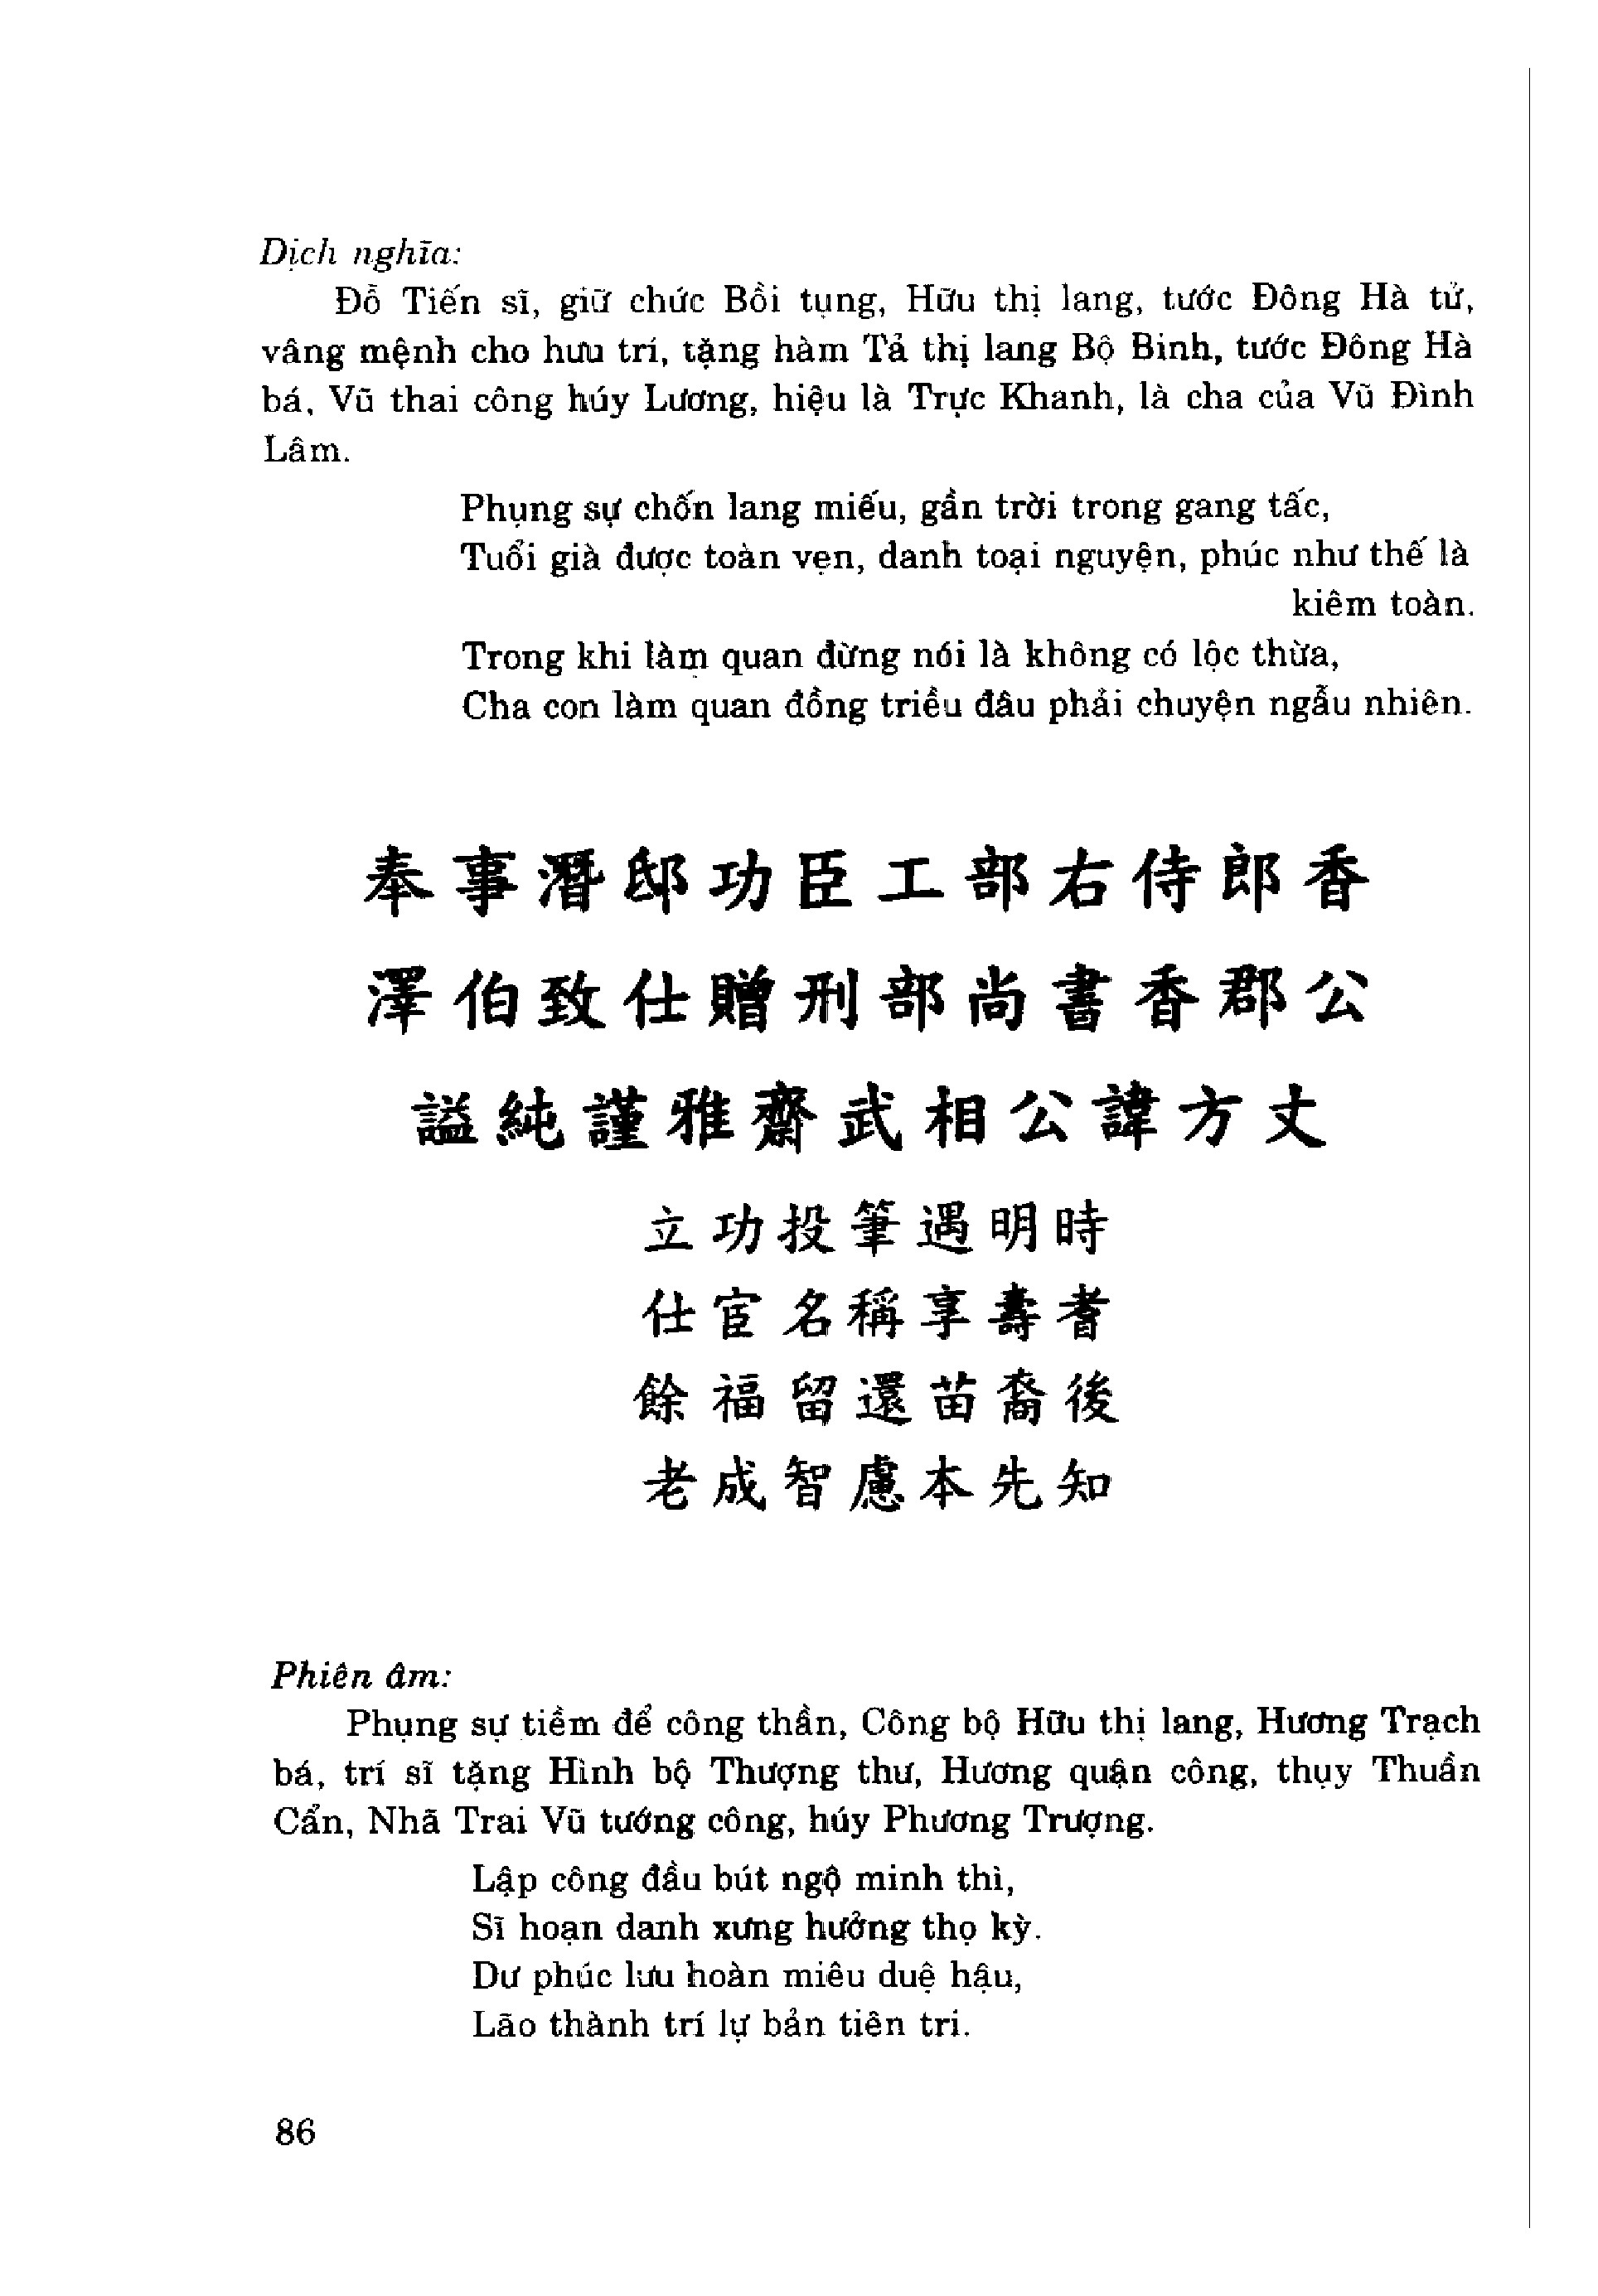 Dịch nghĩa:
Đỗ Tiến sĩ, giữ chức Bồi tụng, Hữu thị lang, tước Đông Hà tử,
vâng mệnh cho hưu trí, tặng hàm Tả thị lang Bộ Binh, tước Đông Hà
bá, Vũ thai công húy Lương, hiệu là Trực Khanh, là cha của Vũ Đình
Lâm.
Phụng sự chốn lang miếu, gần trời trong gang tấc,
Tuổi già được toàn vẹn, danh toại nguyện, phúc như thế là
kiêm toàn.
Trong khi làm quan đừng nói là không có lộc thừa,
Cha con làm quan đồng triều đâu phải chuyện ngẫu nhiên.
奉事潛邸功臣工部右侍郎香
澤伯致仕贈刑部尚書香郡公
謚純謹雅齋武相公諱方丈
立功投筆遇明時
仕宦名稱享壽耆
餘福留還苗裔後
老成智慮本先知
Phiên âm:
Phụng sự tiềm để công thần, Công bộ Hữu thị lang, Hương Trạch
bá, trí sĩ tặng Hình bộ Thượng thư, Hương quận công, thụy Thuần
Cẩn, Nhã Trai Vũ tướng công, húy Phương Trượng.
Lập công đầu bút ngộ minh thì,
Sĩ hoạn danh xưng hưởng thọ kỳ.
Dư phúc lưu hoàn miêu duệ hậu,
Lão thành trí lự bản tiên tri.
86